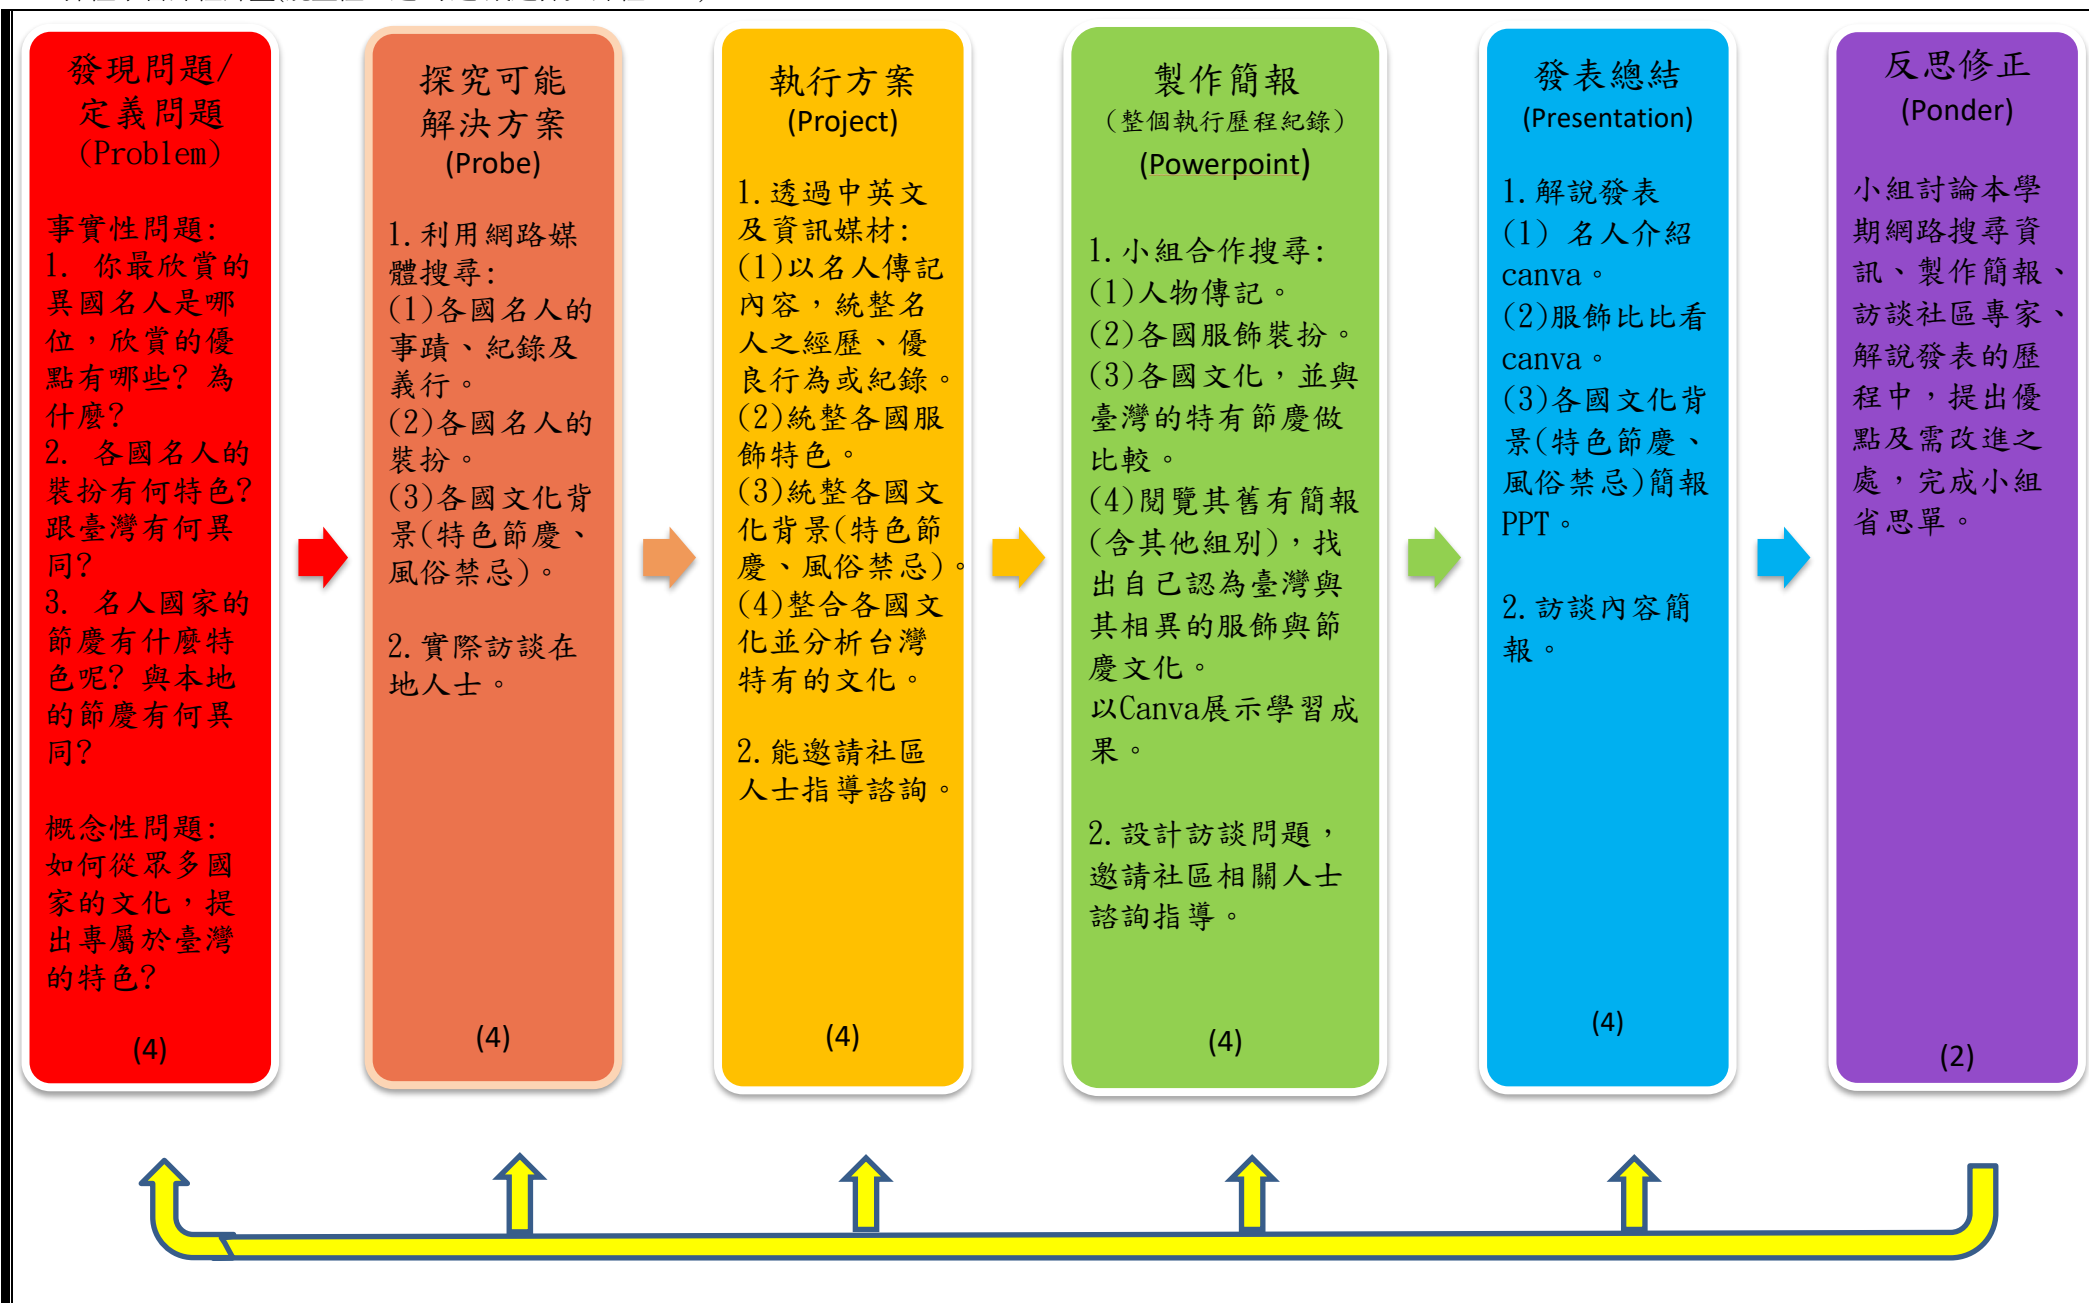 發現問題/
定義問題
(Problem)
事實性問題:
1. 你最欣賞的
異國名人是哪
位，欣賞的優
點有哪些? 為
什麼?
2. 各國名人的
裝扮有何特色?
跟臺灣有何異
同?
3. 名人國家的
節慶有什麼特
色呢? 與本地
的節慶有何異
同?
概念性問題:
如何從眾多國
家的文化，提
出專屬於臺灣
的特色?
(4)
探究可能
解決方案
(Probe)
1.利用網路媒
體搜尋:
(1)各國名人的
事蹟、紀錄及
義行。
(2)各國名人的
裝扮。
(3)各國文化背
景(特色節慶、
風俗禁忌)。
2.實際訪談在
地人士。
(4)
執行方案
(Project)
1.透過中英文
及資訊媒材:
(1)以名人傳記
內容，統整名
人之經歷、優
良行為或紀錄。
(2)統整各國服
飾特色。
(3)統整各國文
化背景(特色節
慶、風俗禁忌)。
(4)整合各國文
化並分析台灣
特有的文化。
2.能邀請社區
人士指導諮詢。
(4)
製作簡報
(整個執行歷程紀錄)
(Powerpoint)
1.小組合作搜尋:
(1)人物傳記。
(2)各國服飾裝扮。
(3)各國文化，並與
臺灣的特有節慶做
比較。
(4)閱覽其舊有簡報
(含其他組別)，找
出自己認為臺灣與
其相異的服飾與節
慶文化。
以Canva展示學習成
果。
2.設計訪談問題，
邀請社區相關人士
諮詢指導。
(4)
發表總結
(Presentation)
1.解說發表
(1) 名人介紹
canva。
(2)服飾比比看
canva。
(3)各國文化背
景(特色節慶、
風俗禁忌)簡報
PPT。
2.訪談內容簡
報。
(4)
反思修正
(Ponder)
小組討論本學
期網路搜尋資
訊、製作簡報、
訪談社區專家、
解說發表的歷
程中，提出優
點及需改進之
處，完成小組
省思單。
(2)